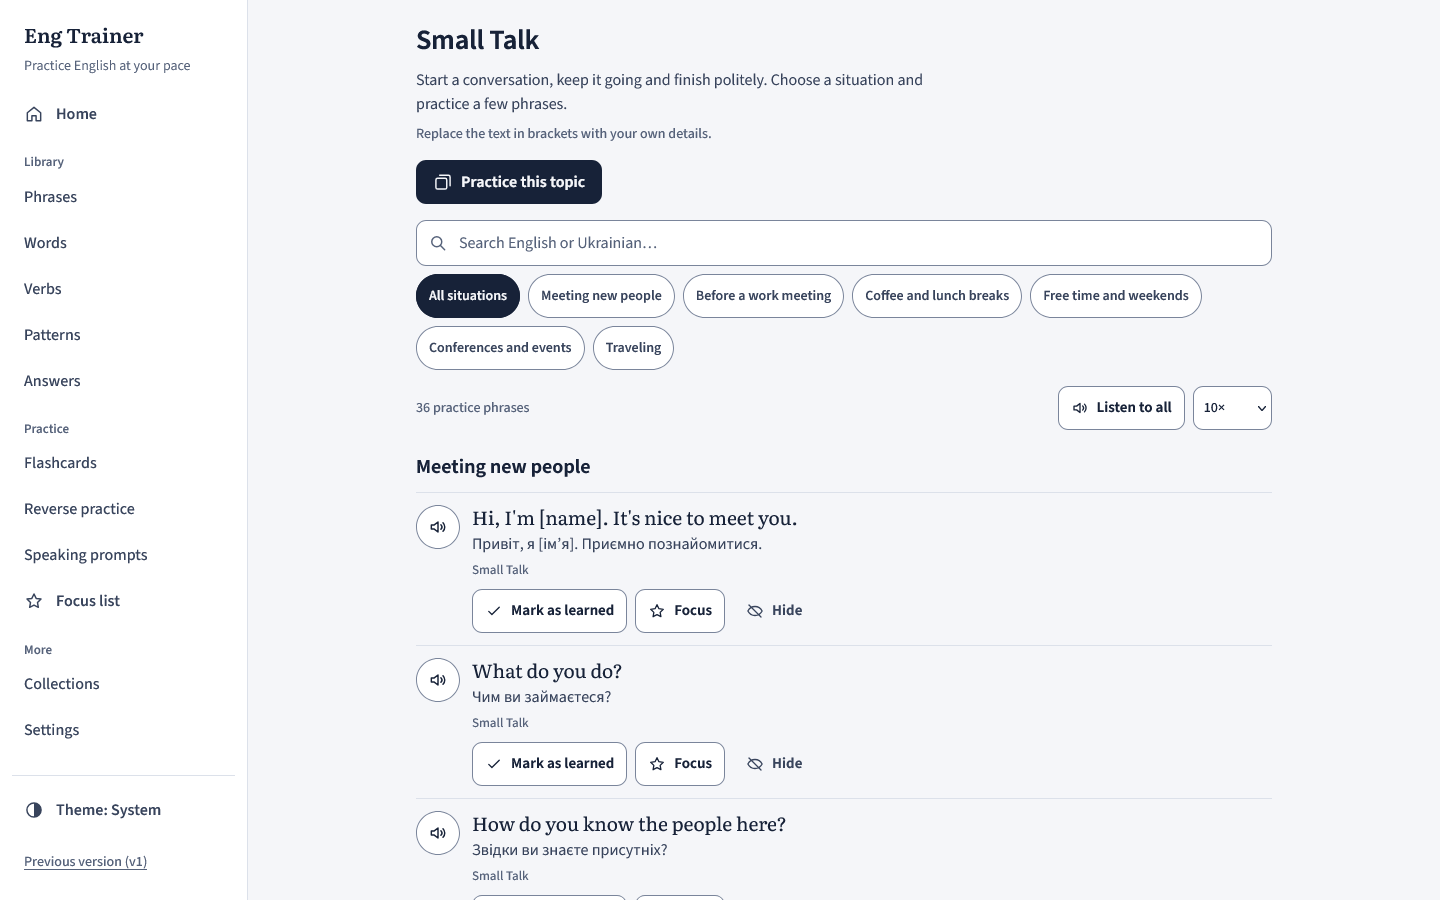 Eng Trainer
Practice English at your pace
Home
Library
Phrases
Words
Verbs
Patterns
Answers
Practice
Flashcards
Reverse practice
Speaking prompts
Focus list
More
Collections
Settings
Theme: System
Previous version (v1)
Small Talk
Start a conversation, keep it going and finish politely. Choose a situation and
practice a few phrases.
Replace the text in brackets with your own details.
Practice this topic
Search English or Ukrainian…
All situations
Meeting new people
Before a work meeting
Coffee and lunch breaks
Free time and weekends
Conferences and events
Traveling
36 practice phrases
Listen to all
10×
Meeting new people
Hi, I'm [name]. It's nice to meet you.
Привіт, я [ім’я]. Приємно познайомитися.
Small Talk
Mark as learned
Focus
Hide
What do you do?
Чим ви займаєтеся?
Small Talk
Mark as learned
Focus
Hide
How do you know the people here?
Звідки ви знаєте присутніх?
Small Talk